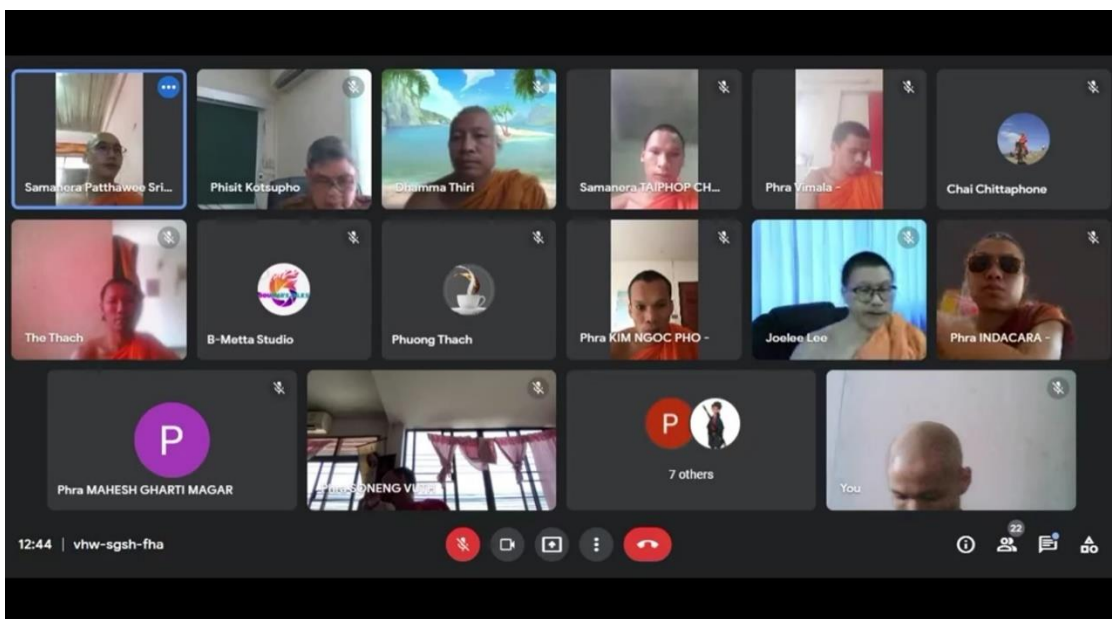 Samanera Patthawee Sri...
Phisit Kotsupho
Dhamma Thiri
Samanera TAIPHOP CH...
Phra Vimala -
Chai Chittaphone
The Thach
B-Metta Studio
Phuong Thach
Phra KIM NGOC PHO -
Joelee Lee
Phra INDACARA -
P
Phra MAHESH GHARTI MAGAR
Phra SONENG
P
7 others
You
12:44 | vhw-sgsh-fha
22